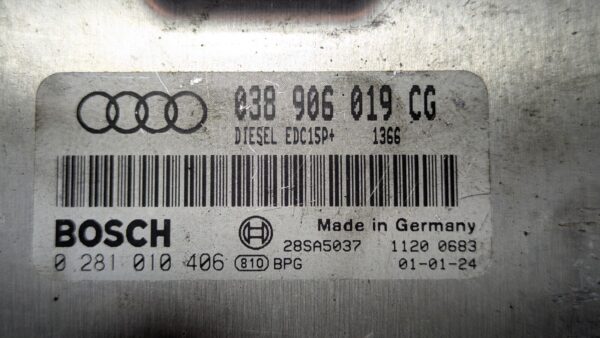 038 906 019 CG
DIESEL EDC15P+ 1366
BOSCH Made in Germany
28SA5037 1120 0683
0 281 010 406 810 BPG 01-01-24